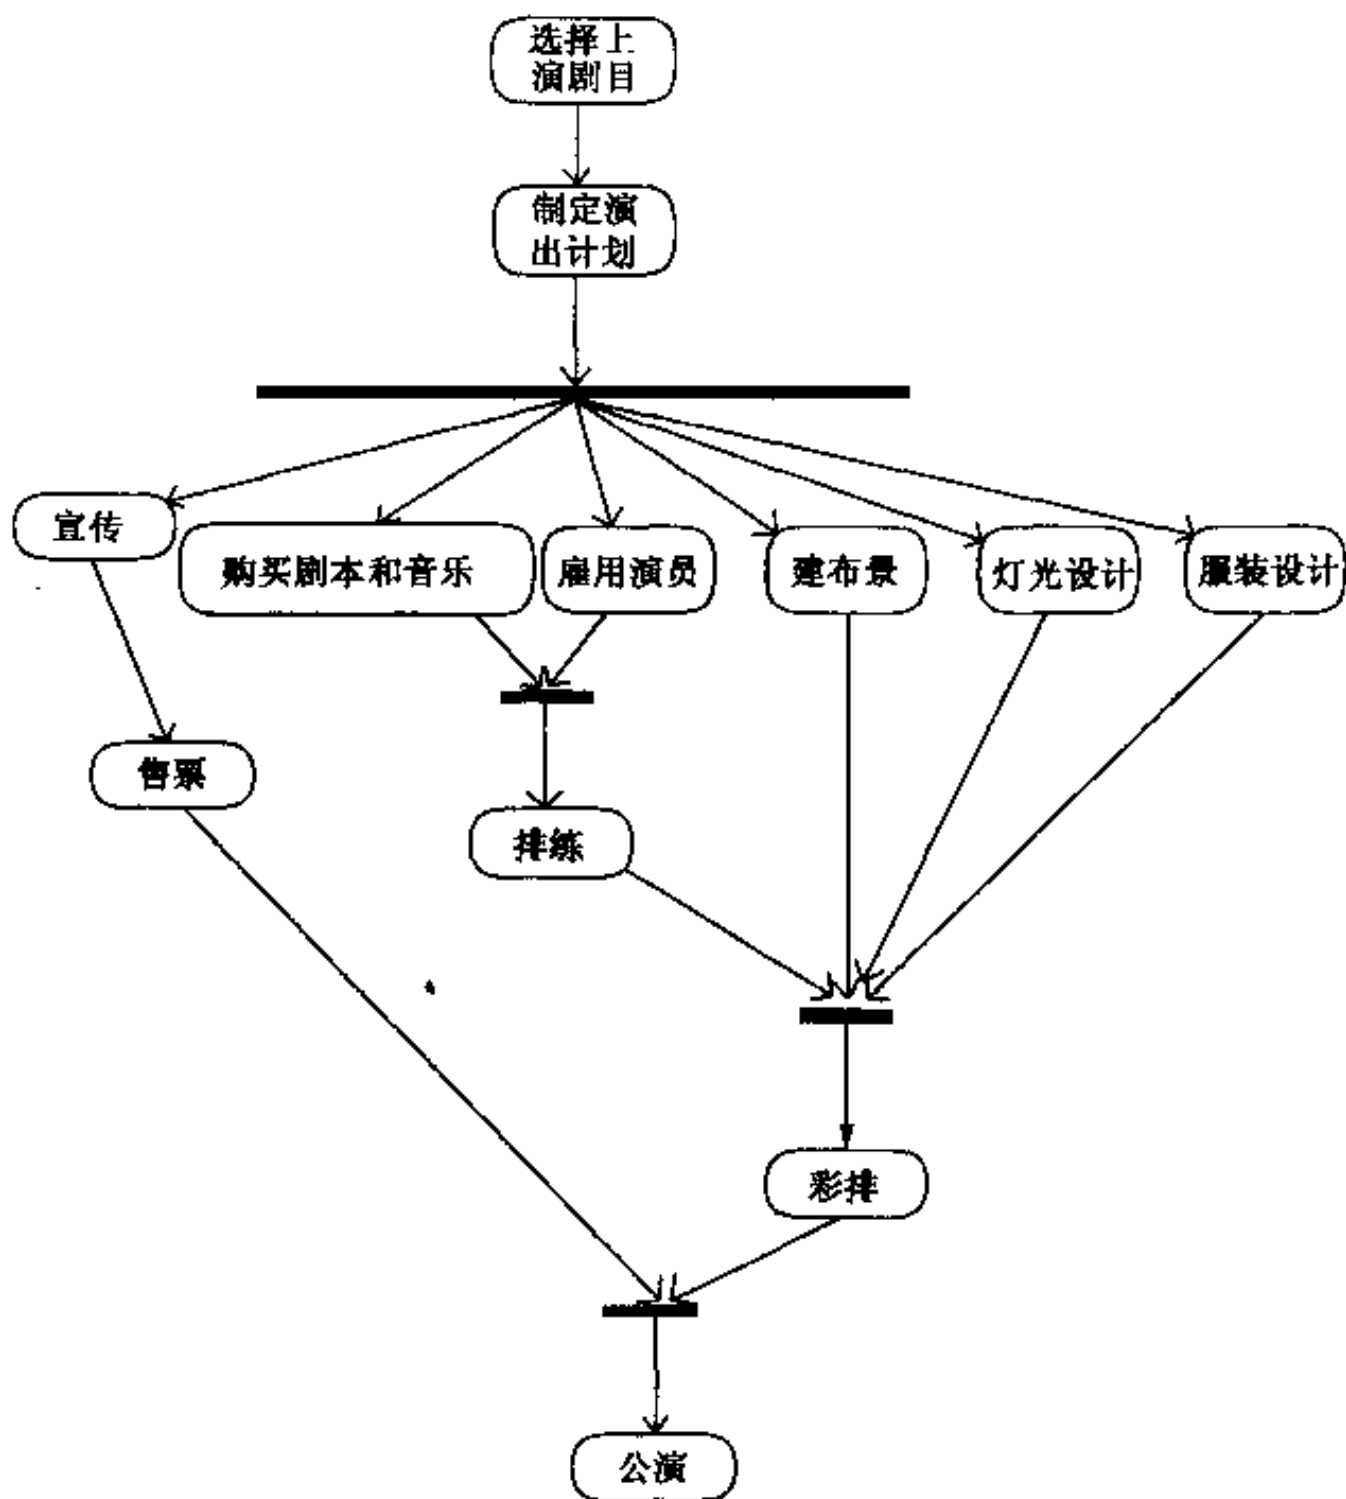 选择上
演剧目
制定演
出计划
宣传
购买剧本和音乐
雇用演员
建布景
灯光设计
服装设计
售票
排练
彩排
公演